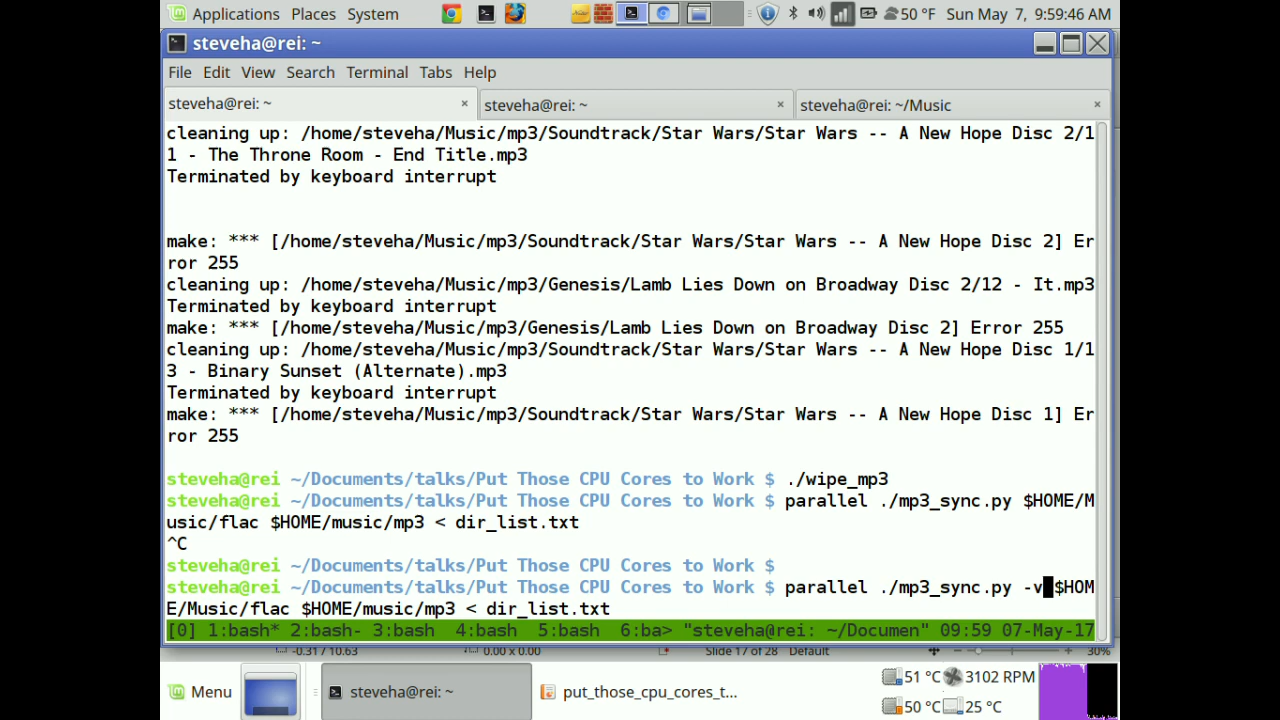 Applications Places System 50 °F Sun May 7, 9:59:46 AM
steveha@rei: ~
File Edit View Search Terminal Tabs Help
steveha@rei: ~ × steveha@rei: ~ × steveha@rei: ~/Music ×
cleaning up: /home/steveha/Music/mp3/Soundtrack/Star Wars/Star Wars -- A New Hope Disc 2/1
1 - The Throne Room - End Title.mp3
Terminated by keyboard interrupt
make: *** [/home/steveha/Music/mp3/Soundtrack/Star Wars/Star Wars -- A New Hope Disc 2] Er
ror 255
cleaning up: /home/steveha/Music/mp3/Genesis/Lamb Lies Down on Broadway Disc 2/12 - It.mp3
Terminated by keyboard interrupt
make: *** [/home/steveha/Music/mp3/Genesis/Lamb Lies Down on Broadway Disc 2] Error 255
cleaning up: /home/steveha/Music/mp3/Soundtrack/Star Wars/Star Wars -- A New Hope Disc 1/1
3 - Binary Sunset (Alternate).mp3
Terminated by keyboard interrupt
make: *** [/home/steveha/Music/mp3/Soundtrack/Star Wars/Star Wars -- A New Hope Disc 1] Er
ror 255
steveha@rei ~/Documents/talks/Put Those CPU Cores to Work $ ./wipe_mp3
steveha@rei ~/Documents/talks/Put Those CPU Cores to Work $ parallel ./mp3_sync.py $HOME/M
usic/flac $HOME/music/mp3 < dir_list.txt
^C
steveha@rei ~/Documents/talks/Put Those CPU Cores to Work $
steveha@rei ~/Documents/talks/Put Those CPU Cores to Work $ parallel ./mp3_sync.py -v $HOM
E/Music/flac $HOME/music/mp3 < dir_list.txt
[0] 1:bash* 2:bash- 3:bash 4:bash 5:bash 6:ba> "steveha@rei: ~/Documen" 09:59 07-May-17
-0.31 / 10.63 0.00 x 0.00 Slide 17 of 28 Default 30%
Menu steveha@rei: ~ put_those_cpu_cores_t... 51 °C 3102 RPM
50 °C 25 °C